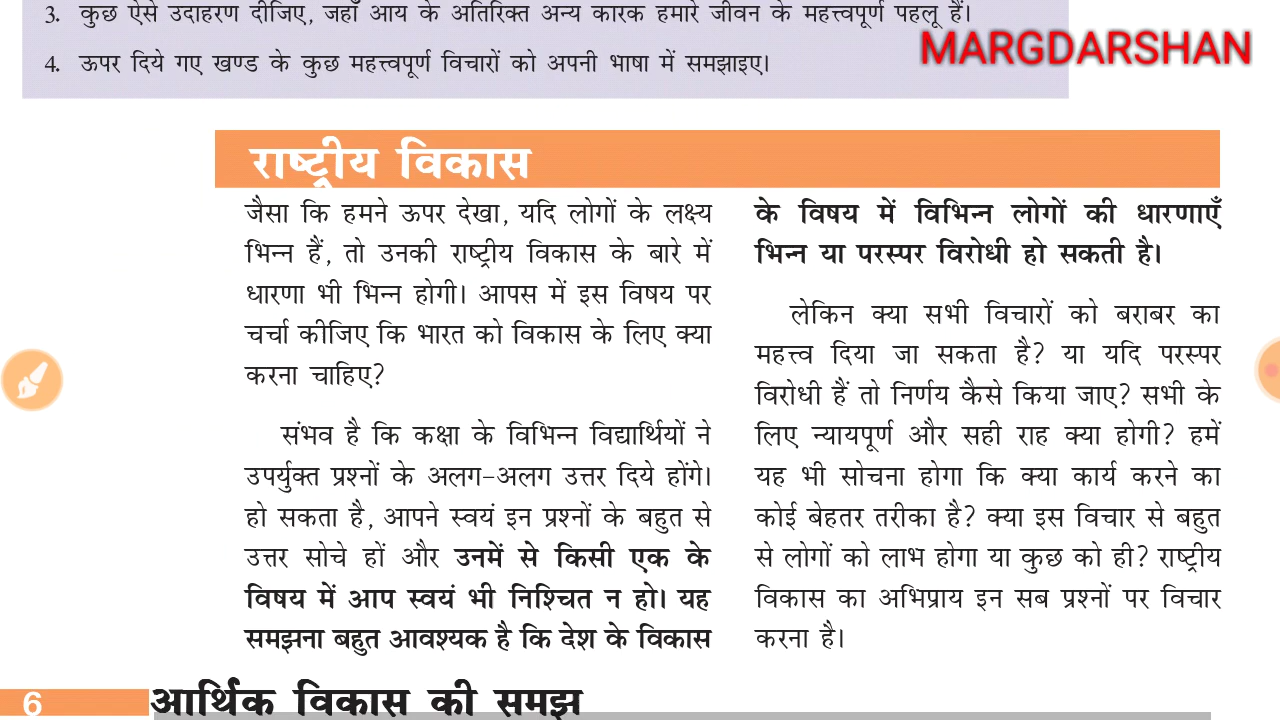 3. कुछ ऐसे उदाहरण दीजिए, जहाँ आय के अतिरिक्त अन्य कारक हमारे जीवन के महत्त्वपूर्ण पहलू हैं।
4. ऊपर दिये गए खण्ड के कुछ महत्त्वपूर्ण विचारों को अपनी भाषा में समझाइए।
MARGDARSHAN
राष्ट्रीय विकास
जैसा कि हमने ऊपर देखा, यदि लोगों के लक्ष्य
भिन्न हैं, तो उनकी राष्ट्रीय विकास के बारे में
धारणा भी भिन्न होगी। आपस में इस विषय पर
चर्चा कीजिए कि भारत को विकास के लिए क्या
करना चाहिए?
संभव है कि कक्षा के विभिन्न विद्यार्थियों ने
उपर्युक्त प्रश्नों के अलग-अलग उत्तर दिये होंगे।
हो सकता है, आपने स्वयं इन प्रश्नों के बहुत से
उत्तर सोचे हों और उनमें से किसी एक के
विषय में आप स्वयं भी निश्चित न हो। यह
समझना बहुत आवश्यक है कि देश के विकास
के विषय में विभिन्न लोगों की धारणाएँ
भिन्न या परस्पर विरोधी हो सकती है।
लेकिन क्या सभी विचारों को बराबर का
महत्त्व दिया जा सकता है? या यदि परस्पर
विरोधी हैं तो निर्णय कैसे किया जाए? सभी के
लिए न्यायपूर्ण और सही राह क्या होगी? हमें
यह भी सोचना होगा कि क्या कार्य करने का
कोई बेहतर तरीका है? क्या इस विचार से बहुत
से लोगों को लाभ होगा या कुछ को ही? राष्ट्रीय
विकास का अभिप्राय इन सब प्रश्नों पर विचार
करना है।
6 आर्थिक विकास की समझ